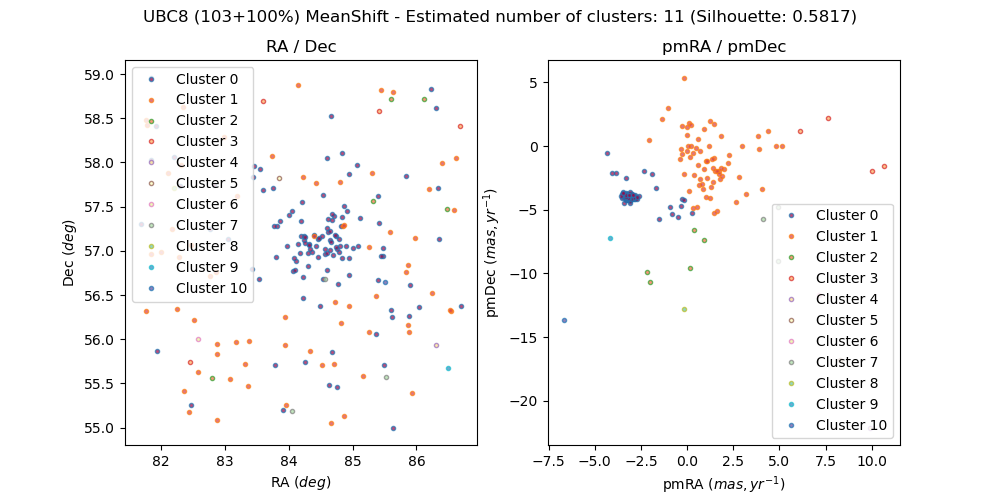 UBC8 (103+100%) MeanShift - Estimated number of clusters: 11 (Silhouette: 0.5817)
RA / Dec
59.0
58.5
58.0
57.5
57.0
56.5
56.0
55.5
55.0
Dec (deg)
Cluster 0
Cluster 1
Cluster 2
Cluster 3
Cluster 4
Cluster 5
Cluster 6
Cluster 7
Cluster 8
Cluster 9
Cluster 10
82 83 84 85 86
RA (deg)
pmRA / pmDec
5
0
−5
−10
−15
−20
pmDec (mas, yr⁻¹)
Cluster 0
Cluster 1
Cluster 2
Cluster 3
Cluster 4
Cluster 5
Cluster 6
Cluster 7
Cluster 8
Cluster 9
Cluster 10
−7.5 −5.0 −2.5 0.0 2.5 5.0 7.5 10.0
pmRA (mas, yr⁻¹)